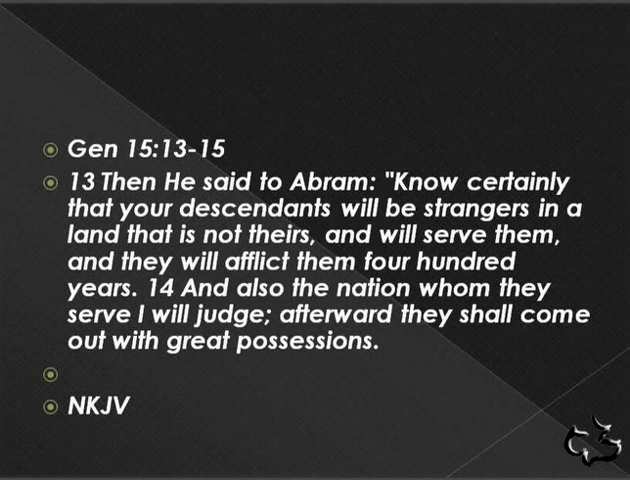 Gen 15:13-15
13 Then He said to Abram: "Know certainly
that your descendants will be strangers in a
land that is not theirs, and will serve them,
and they will afflict them four hundred
years. 14 And also the nation whom they
serve I will judge; afterward they shall come
out with great possessions.
NKJV